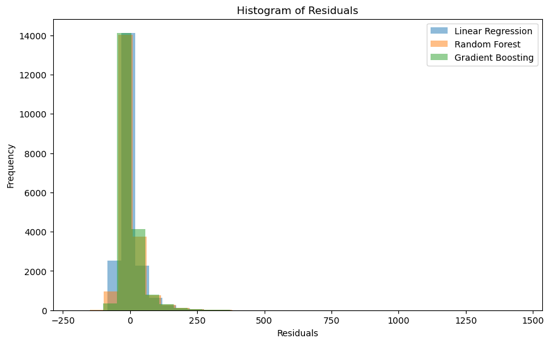 Histogram of Residuals
Linear Regression
Random Forest
Gradient Boosting
Frequency
14000
12000
10000
8000
6000
4000
2000
0
−250
0
250
500
750
1000
1250
1500
Residuals